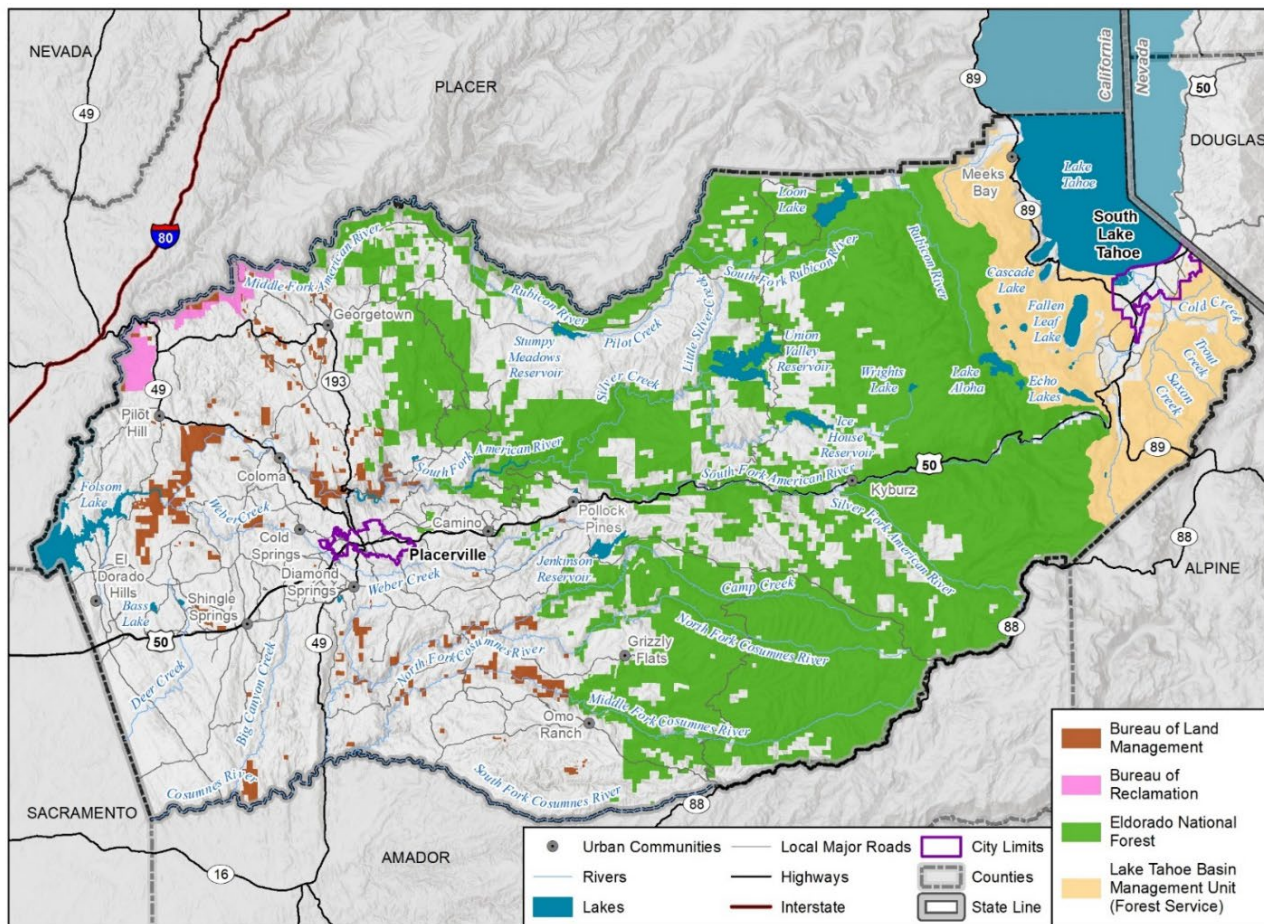 NEVADA
49
80
PLACER
89
California
Nevada
50
DOUGLAS
Meeks
Bay
Lake
Tahoe
89
South
Lake
Tahoe
Loon
Lake
Rubicon River
South Fork Rubicon River
Cascade
Lake
Fallen
Leaf
Lake
Cold Creek
Trout
Creek
Saxon
Creek
Middle Fork American River
Georgetown
Rubicon
River
Pilot Creek
Stumpy
Meadows
Reservoir
Little Silver Creek
Silver Creek
Union
Valley
Reservoir
Wrights
Lake
Lake
Aloha
Echo
Lakes
193
49
Pilot
Hill
Ice
House
Reservoir
South Fork American River
South Fork American River
50
Kyburz
89
88
ALPINE
Coloma
Folsom
Lake
Weber Creek
Cold
Springs
Camino
Pollock
Pines
Placerville
Silver Fork American River
El
Dorado
Hills
Diamond
Springs
Weber Creek
Jenkinson
Reservoir
Camp Creek
Bass
Lake
Shingle
Springs
50
49
North Fork Cosumnes River
North Fork Cosumnes River
Grizzly
Flats
88
Deer Creek
Big Canyon Creek
Omo
Ranch
Middle Fork Cosumnes River
Cosumnes River
South Fork Cosumnes River
88
SACRAMENTO
AMADOR
16
Urban Communities
Rivers
Lakes
Local Major Roads
Highways
Interstate
City Limits
Counties
State Line
Bureau of Land
Management
Bureau of
Reclamation
Eldorado National
Forest
Lake Tahoe Basin
Management Unit
(Forest Service)